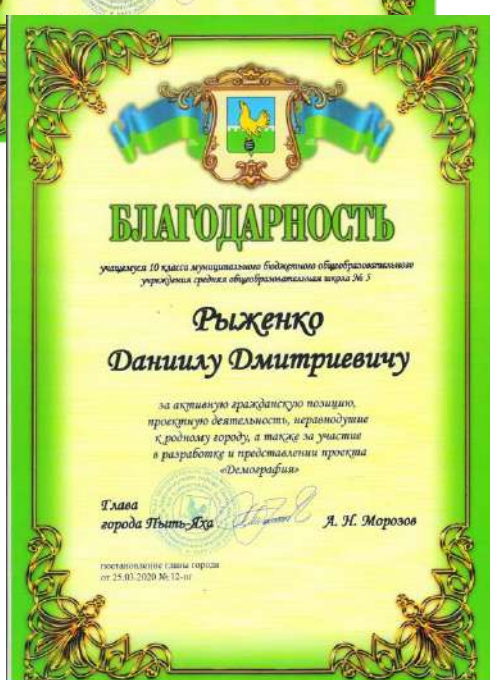 БЛАГОДАРНОСТЬ
учащемуся 10 класса муниципального бюджетного общеобразовательного
учреждения средняя общеобразовательная школа № 5
Рыженко
Даниилу Дмитриевичу
за активную гражданскую позицию,
проектную деятельность, неравнодушие
к родному городу, а также за участие
в разработке и представлении проекта
«Демография»
Глава
города Пыть-Яха А. Н. Морозов
постановление главы города
от 25.03.2020 № 12-пг